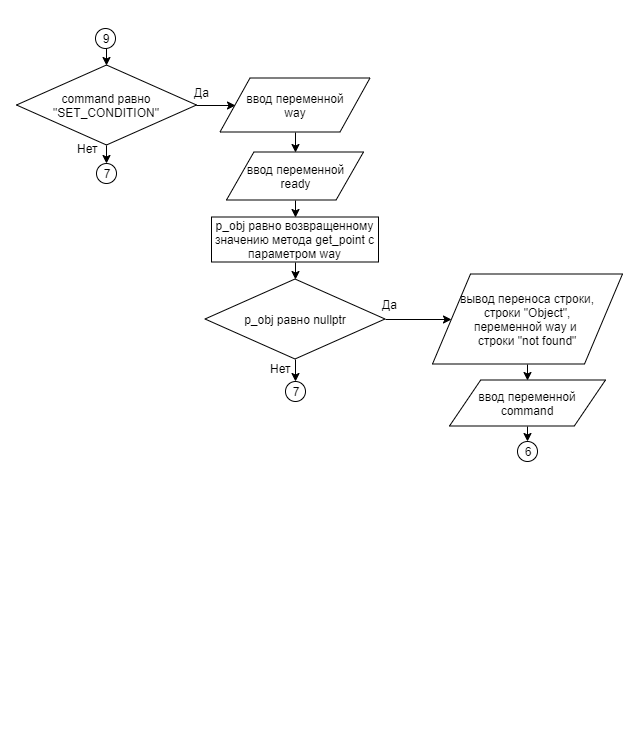 9
command равно
"SET_CONDITION"
Да
Нет
7
ввод переменной
way
ввод переменной
ready
p_obj равно возвращенному
значению метода get_point с
параметром way
p_obj равно nullptr
Да
Нет
7
вывод переноса строки,
строки "Object",
переменной way и
строки "not found"
ввод переменной
command
6